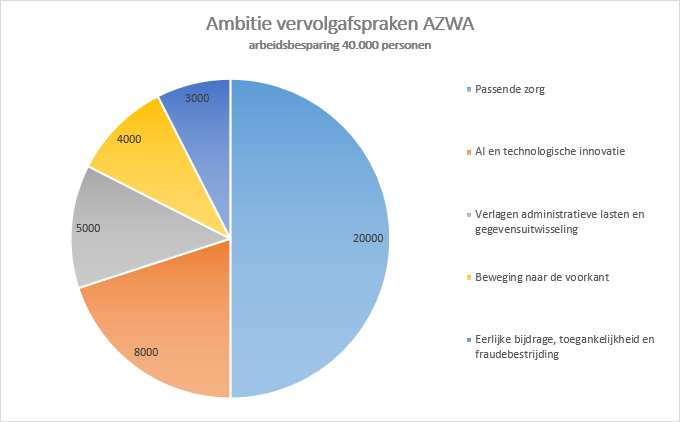 Ambitie vervolgafspraken AZWA
arbeidsbesparing 40.000 personen
3000
4000
5000
8000
20000
Passende zorg
AI en technologische innovatie
Verlagen administratieve lasten en
gegevensuitwisseling
Beweging naar de voorkant
Eerlijke bijdrage, toegankelijkheid en
fraudebestrijding